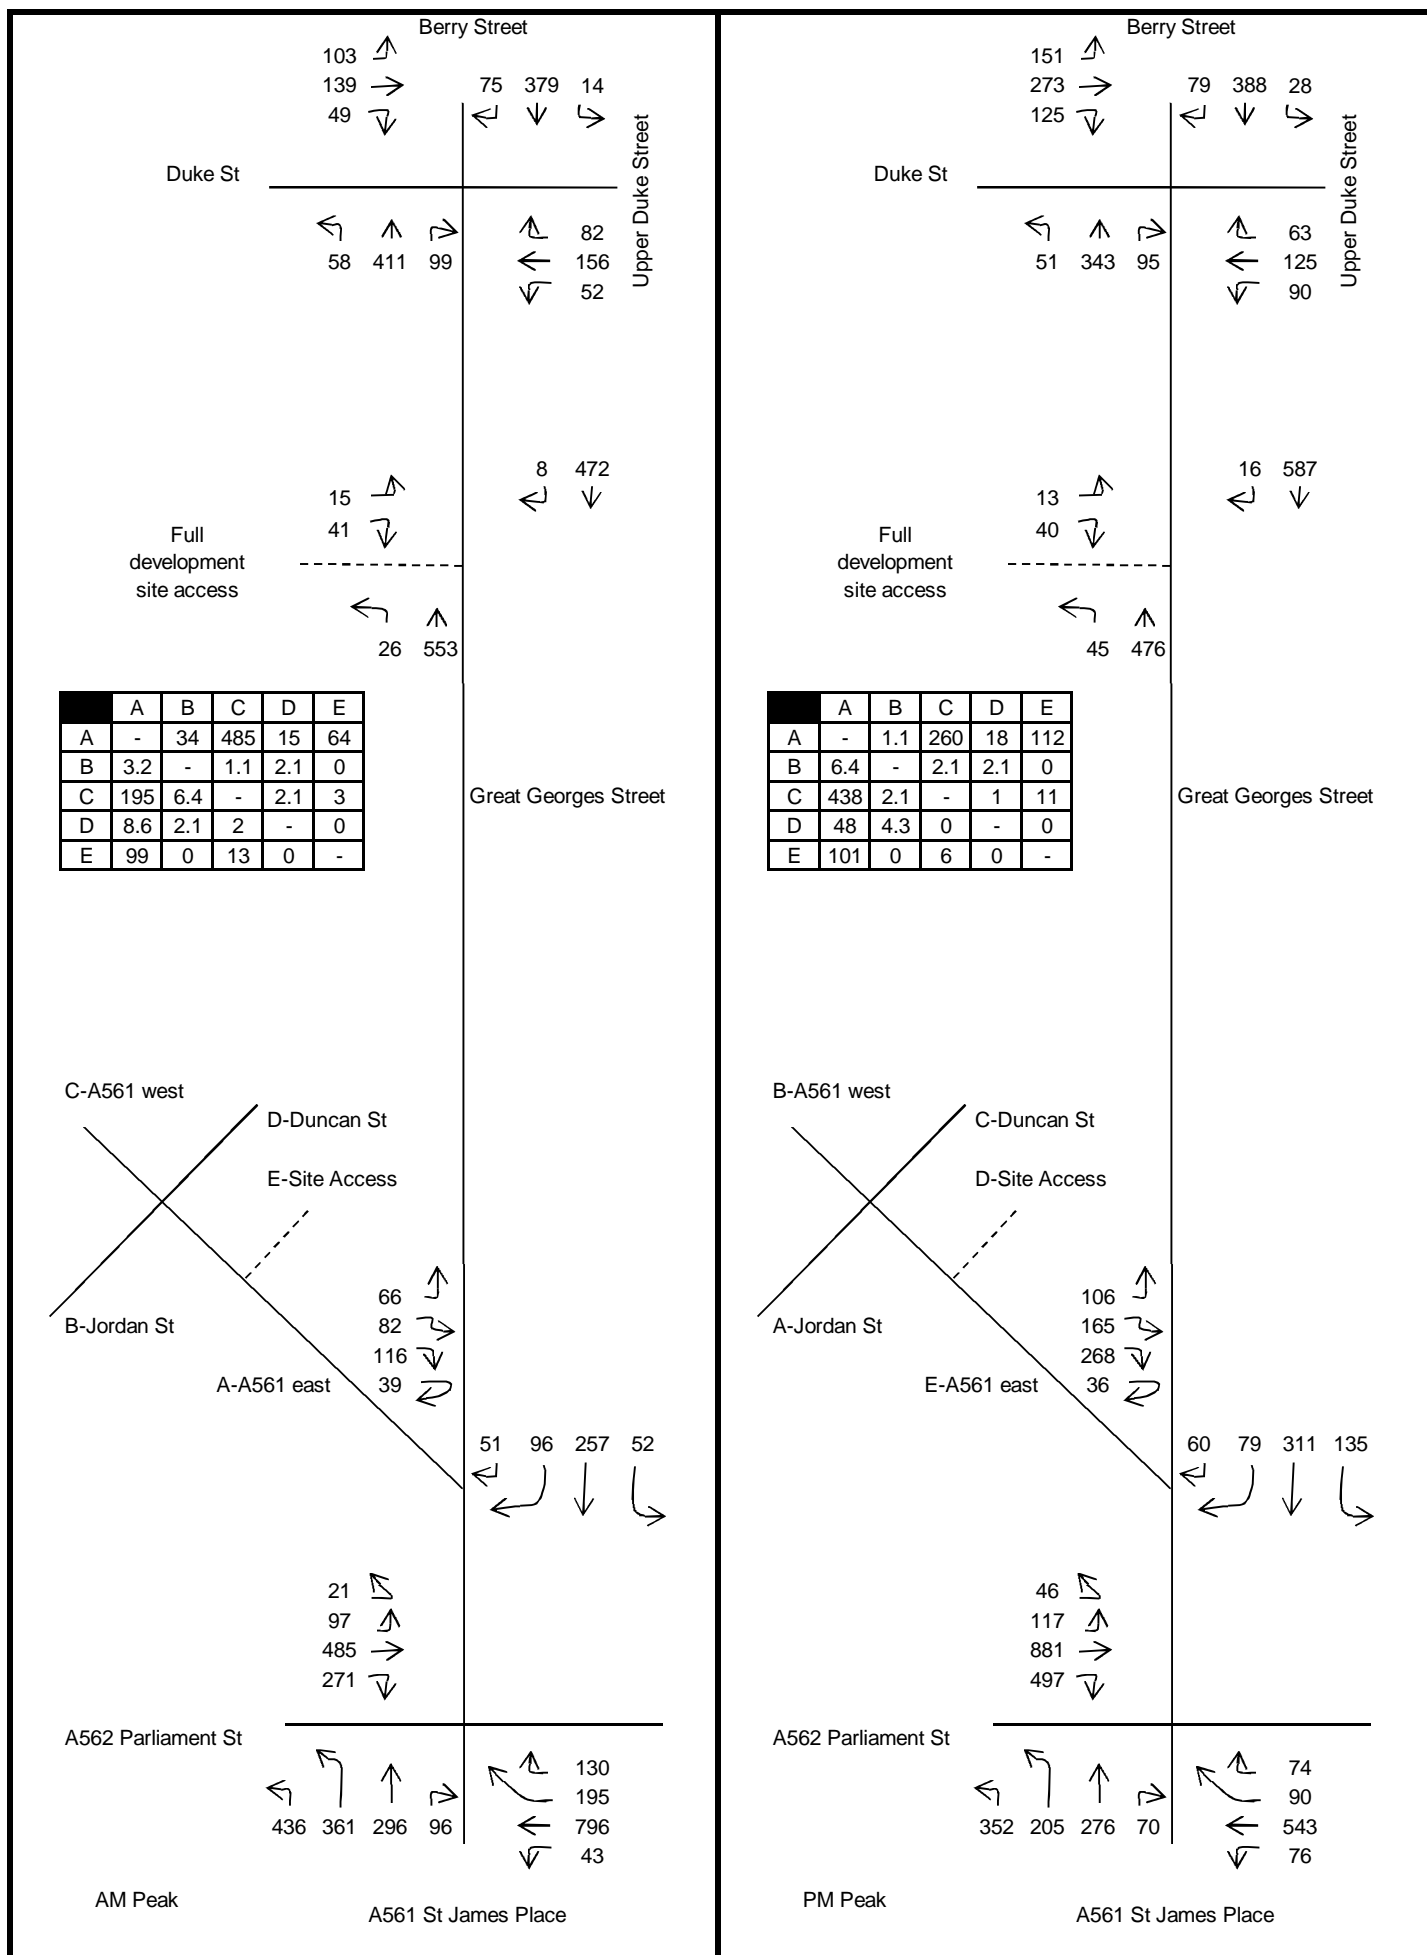 Berry Street
103
139
49
75 379 14
Duke St
Upper Duke Street
58 411 99
82
156
52
8 472
15
41
Full
development
site access
26 553
A B C D E
A - 34 485 15 64
B 3.2 - 1.1 2.1 0
C 195 6.4 - 2.1 3
D 8.6 2.1 2 - 0
E 99 0 13 0 -
Great Georges Street
C-A561 west
D-Duncan St
E-Site Access
B-Jordan St
A-A561 east
66
82
116
39
51 96 257 52
21
97
485
271
A562 Parliament St
436 361 296 96
130
195
796
43
AM Peak
A561 St James Place
Berry Street
151
273
125
79 388 28
Duke St
Upper Duke Street
51 343 95
63
125
90
16 587
13
40
Full
development
site access
45 476
A B C D E
A - 1.1 260 18 112
B 6.4 - 2.1 2.1 0
C 438 2.1 - 1 11
D 48 4.3 0 - 0
E 101 0 6 0 -
Great Georges Street
B-A561 west
C-Duncan St
D-Site Access
A-Jordan St
E-A561 east
106
165
268
36
60 79 311 135
46
117
881
497
A562 Parliament St
352 205 276 70
74
90
543
76
PM Peak
A561 St James Place